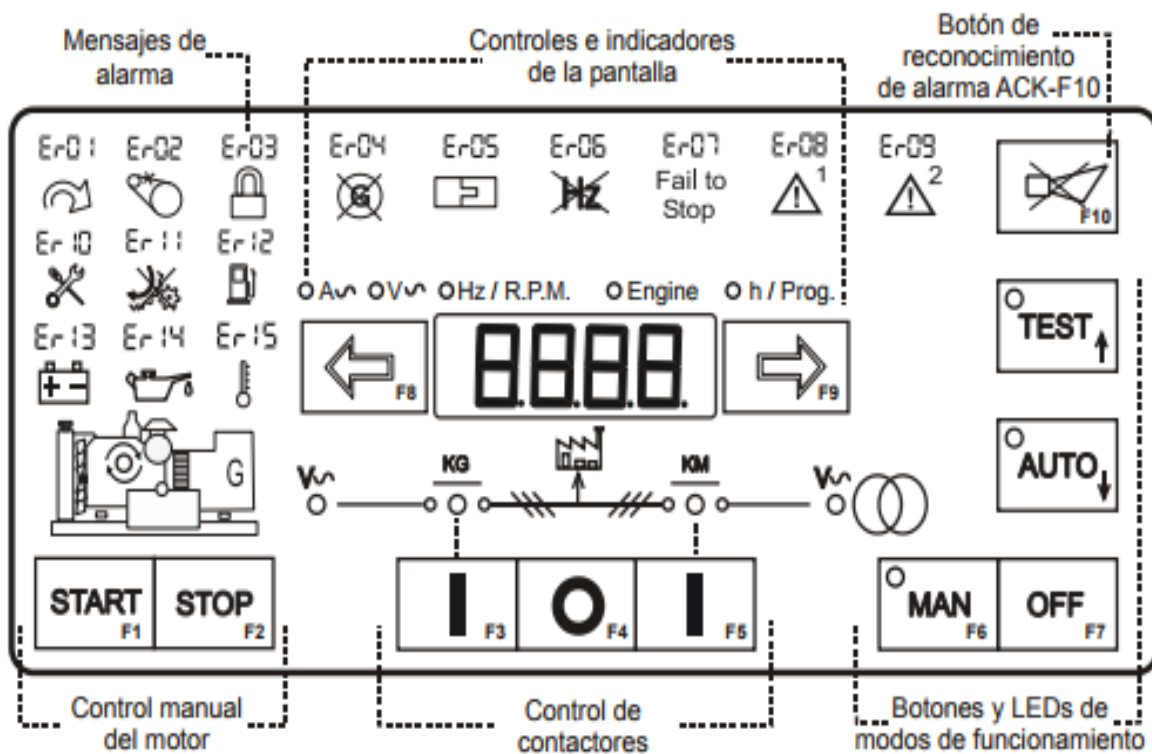 Mensajes de
alarma
Controles e indicadores
de la pantalla
Botón de
reconocimiento
de alarma ACK-F10
Er01 Er02 Er03 Er04 Er05 Er06 Er07 Er08 Er09
G Hz Fail to
Stop
1 2
F10
Er10 Er11 Er12
A V Hz / R.P.M. Engine h / Prog.
TEST
Er13 Er14 Er15
F8 8.8.8.8. F9
+ -
G
V KG KM V
AUTO
START F1 STOP F2
I F3 O F4 I F5
MAN F6 OFF F7
Control manual
del motor
Control de
contactores
Botones y LEDs de
modos de funcionamiento